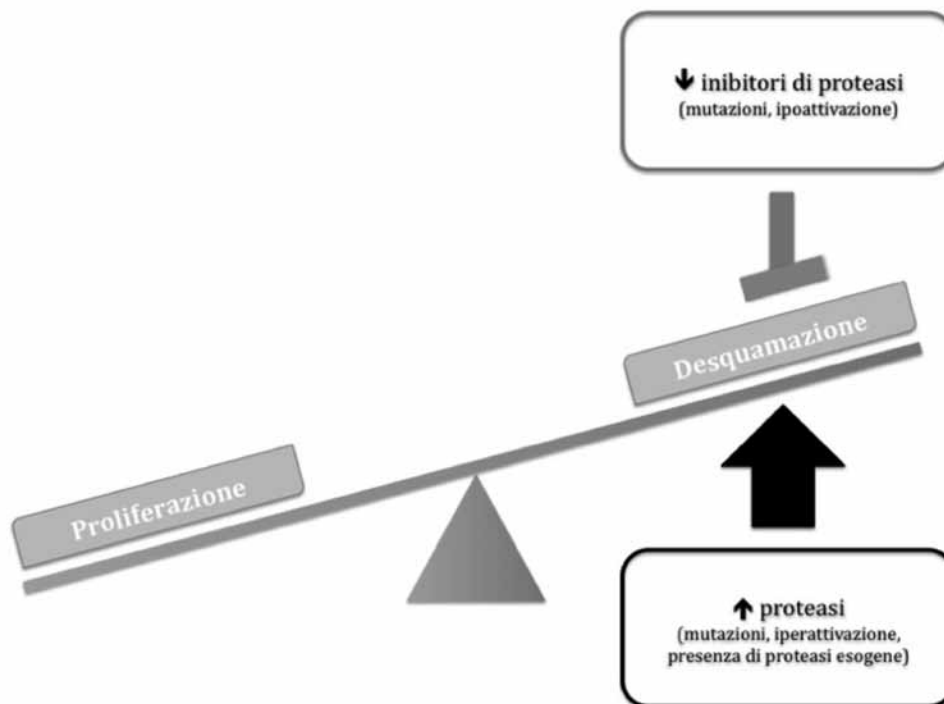 🡇 inibitori di proteasi
(mutazioni, ipoattivazione)
Desquamazione
Proliferazione
🡅 proteasi
(mutazioni, iperattivazione,
presenza di proteasi esogene)